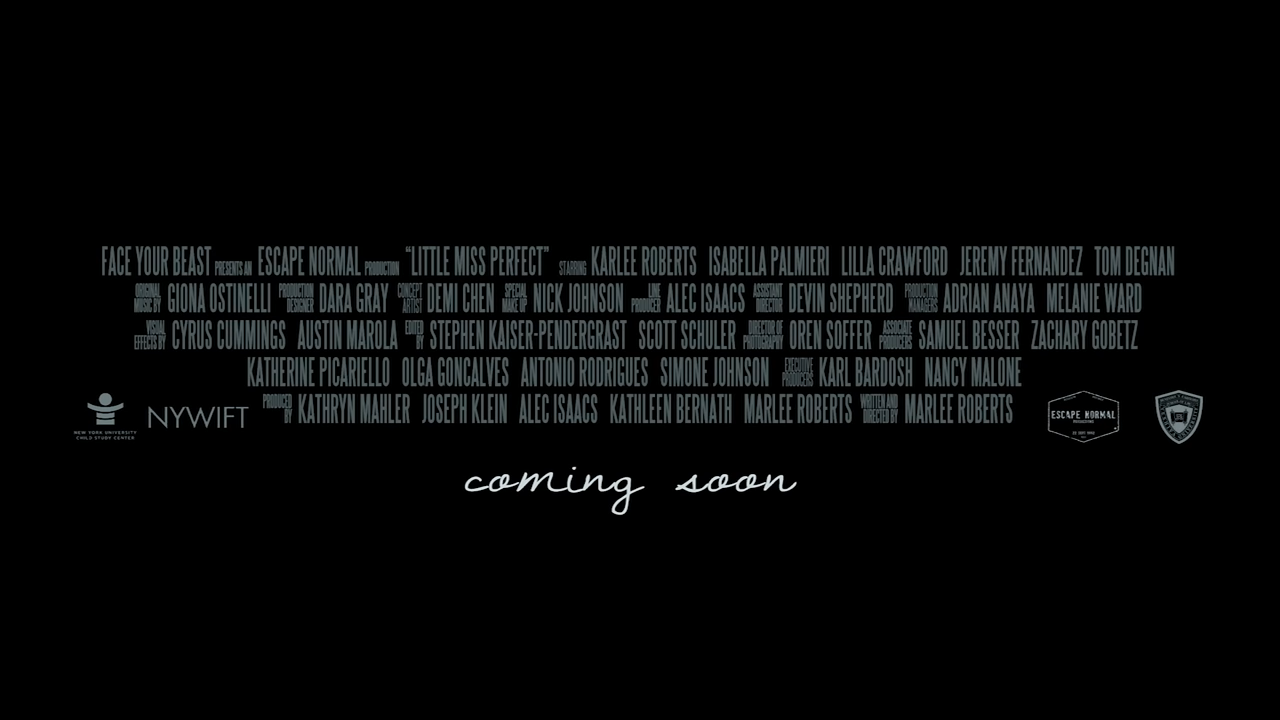 FACE YOUR BEAST PRESENTS AN ESCAPE NORMAL PRODUCTION "LITTLE MISS PERFECT" STARRING KARLEE ROBERTS ISABELLA PALMIERI LILLA CRAWFORD JEREMY FERNANDEZ TOM DEGNAN
ORIGINAL MUSIC BY GIONA OSTINELLI PRODUCTION DESIGNER DARA GRAY CONCEPT ARTIST DEMI CHEN SPECIAL MAKE UP NICK JOHNSON LINE PRODUCER ALEC ISAACS ASSISTANT DIRECTOR DEVIN SHEPHERD PRODUCTION MANAGERS ADRIAN ANAYA MELANIE WARD
VISUAL EFFECTS BY CYRUS CUMMINGS AUSTIN MAROLA EDITED BY STEPHEN KAISER-PENDERGRAST SCOTT SCHULER DIRECTOR OF PHOTOGRAPHY OREN SOFFER ASSOCIATE PRODUCERS SAMUEL BESSER ZACHARY GOBETZ
KATHERINE PICARIELLO OLGA GONCALVES ANTONIO RODRIGUES SIMONE JOHNSON EXECUTIVE PRODUCERS KARL BARDOSH NANCY MALONE
PRODUCED BY KATHRYN MAHLER JOSEPH KLEIN ALEC ISAACS KATHLEEN BERNATH MARLEE ROBERTS WRITTEN AND DIRECTED BY MARLEE ROBERTS
NEW YORK UNIVERSITY
CHILD STUDY CENTER
NYWIFT
ESCAPE NORMAL
PRODUCTIONS
coming soon